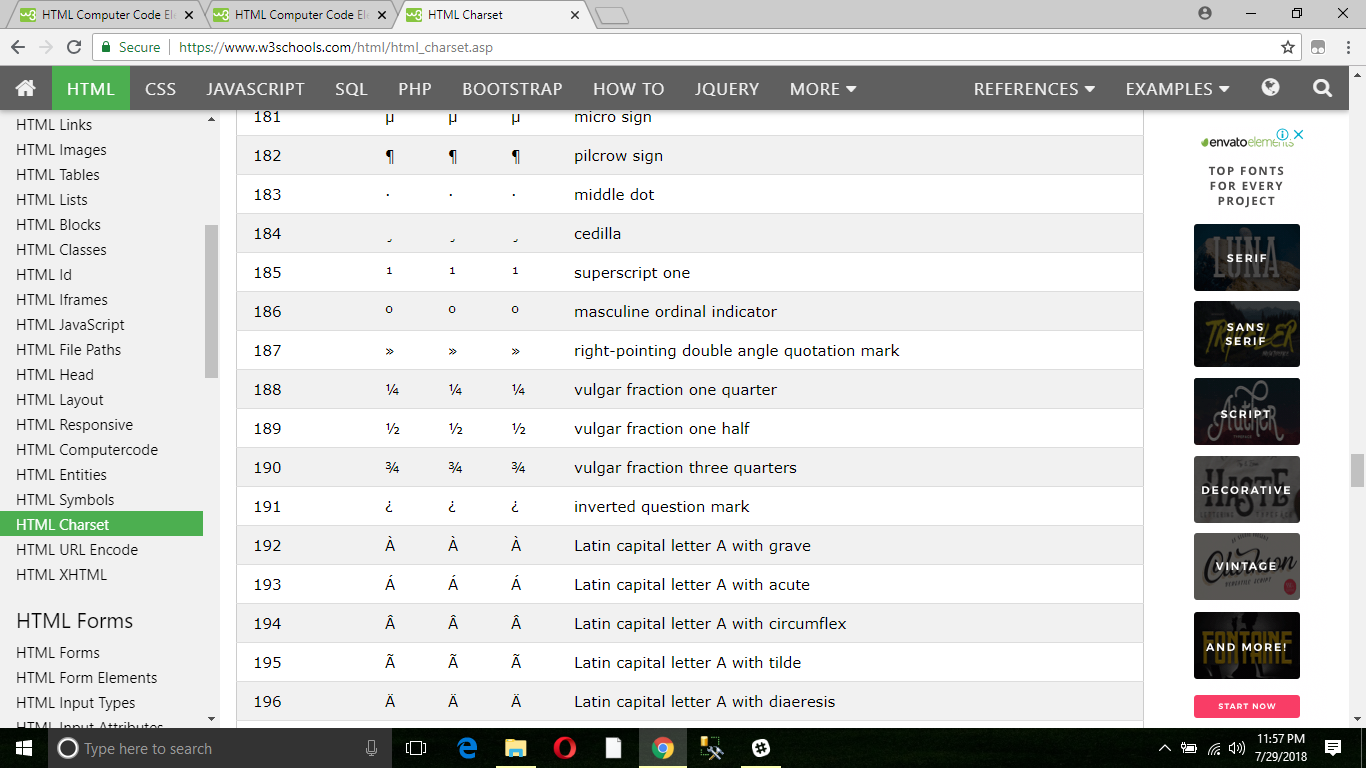 HTML Computer Code El
HTML Computer Code El
HTML Charset
Secure https://www.w3schools.com/html/html_charset.asp
HTML CSS JAVASCRIPT SQL PHP BOOTSTRAP HOW TO JQUERY MORE REFERENCES EXAMPLES
HTML Links
HTML Images
HTML Tables
HTML Lists
HTML Blocks
HTML Classes
HTML Id
HTML Iframes
HTML JavaScript
HTML File Paths
HTML Head
HTML Layout
HTML Responsive
HTML Computercode
HTML Entities
HTML Symbols
HTML Charset
HTML URL Encode
HTML XHTML
HTML Forms
HTML Forms
HTML Form Elements
HTML Input Types
HTML Input Attributes
181 µ µ µ micro sign
182 ¶ ¶ ¶ pilcrow sign
183 · · · middle dot
184 ¸ ¸ ¸ cedilla
185 ¹ ¹ ¹ superscript one
186 º º º masculine ordinal indicator
187 » » » right-pointing double angle quotation mark
188 ¼ ¼ ¼ vulgar fraction one quarter
189 ½ ½ ½ vulgar fraction one half
190 ¾ ¾ ¾ vulgar fraction three quarters
191 ¿ ¿ ¿ inverted question mark
192 À À À Latin capital letter A with grave
193 Á Á Á Latin capital letter A with acute
194 Â Â Â Latin capital letter A with circumflex
195 Ã Ã Ã Latin capital letter A with tilde
196 Ä Ä Ä Latin capital letter A with diaeresis
envatoelements
TOP FONTS
FOR EVERY
PROJECT
LUNA
SERIF
SANS
SERIF
SCRIPT
HASTE
DECORATIVE
VINTAGE
FONTAINE
AND MORE!
START NOW
Type here to search
11:57 PM
7/29/2018